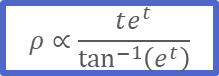 ρ ∝ te^t / tan⁻¹(e^t)